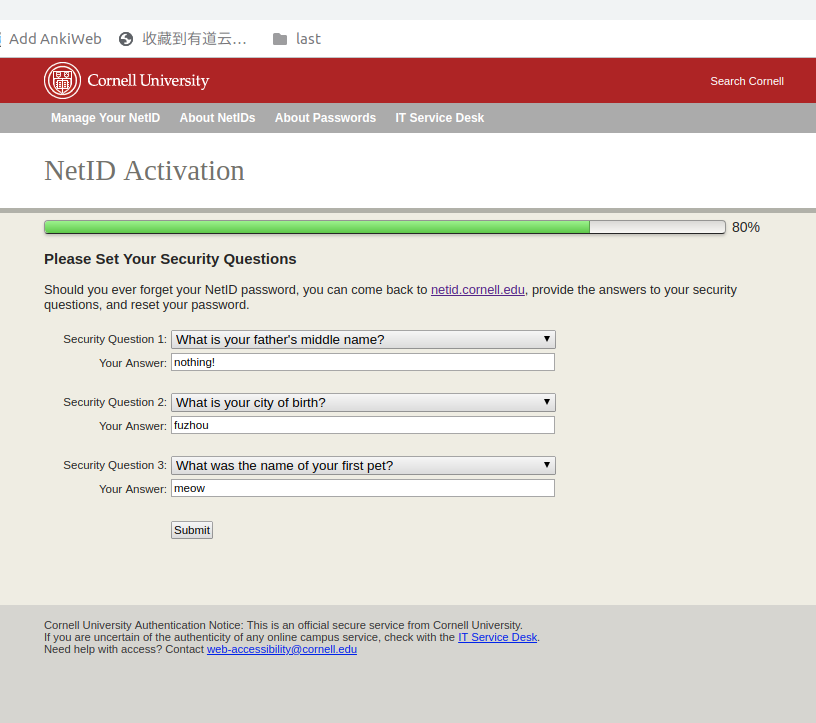 Add AnkiWeb 收藏到有道云... last
Cornell University Search Cornell
Manage Your NetID About NetIDs About Passwords IT Service Desk
NetID Activation
80%
Please Set Your Security Questions
Should you ever forget your NetID password, you can come back to netid.cornell.edu, provide the answers to your security
questions, and reset your password.
Security Question 1: What is your father's middle name?
Your Answer: nothing!
Security Question 2: What is your city of birth?
Your Answer: fuzhou
Security Question 3: What was the name of your first pet?
Your Answer: meow
Submit
Cornell University Authentication Notice: This is an official secure service from Cornell University.
If you are uncertain of the authenticity of any online campus service, check with the IT Service Desk.
Need help with access? Contact web-accessibility@cornell.edu